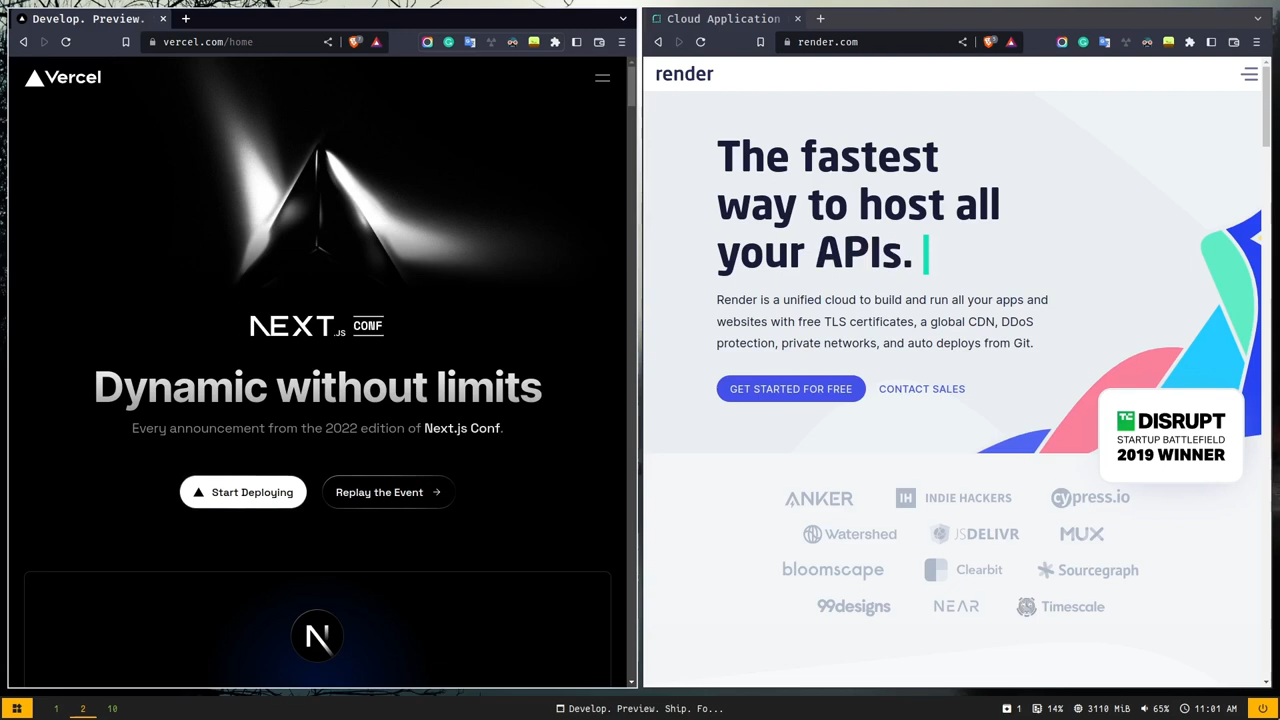 Develop. Preview.
vercel.com/home
Vercel
NEXT.JS CONF
Dynamic without limits
Every announcement from the 2022 edition of Next.js Conf.
Start Deploying
Replay the Event →
N
Cloud Application
render.com
render
The fastest
way to host all
your APIs.
Render is a unified cloud to build and run all your apps and
websites with free TLS certificates, a global CDN, DDoS
protection, private networks, and auto deploys from Git.
GET STARTED FOR FREE
CONTACT SALES
TC DISRUPT
STARTUP BATTLEFIELD
2019 WINNER
ANKER
IH INDIE HACKERS
cypress.io
Watershed
JSDELIVR
MUX
bloomscape
Clearbit
Sourcegraph
99designs
NEAR
Timescale
1 2 10
Develop. Preview. Ship. Fo...
1 14% 3110 MiB 65% 11:01 AM